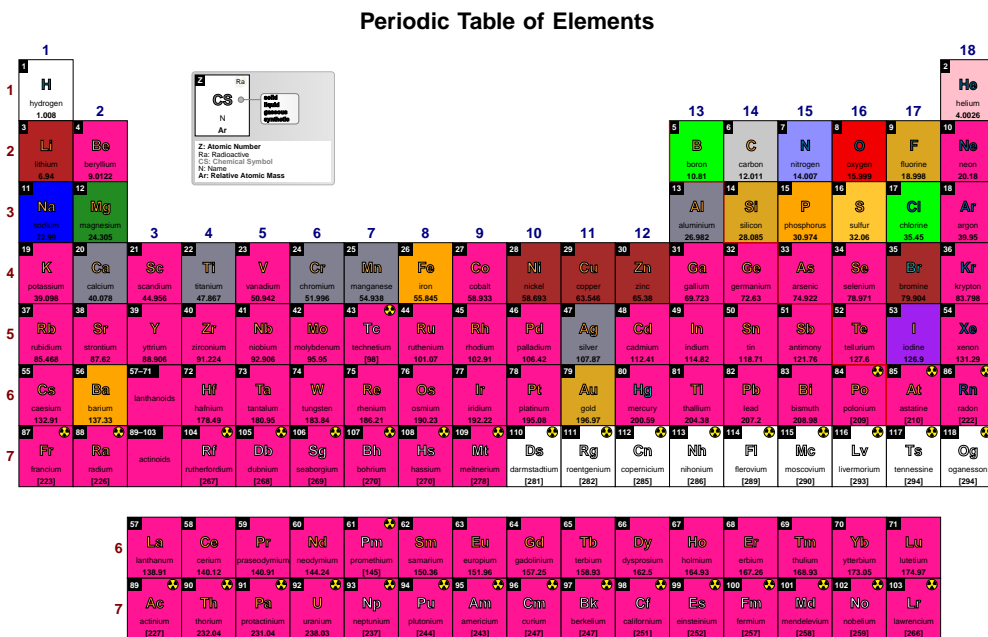 Periodic Table of Elements
1 18
1 2
1 H He
hydrogen helium
1.008 2 13 14 15 16 17 4.0026
Z Ra
CS
solid
liquid
gaseous
synthetic
N
Ar
Z: Atomic Number
Ra: Radioactive
CS: Chemical Symbol
N: Name
Ar: Relative Atomic Mass
3 4 5 6 7 8 9 10
2 Li Be B C N O F Ne
lithium beryllium boron carbon nitrogen oxygen fluorine neon
6.94 9.0122 10.81 12.011 14.007 15.999 18.998 20.18
11 12 13 14 15 16 17 18
3 Na Mg Al Si P S Cl Ar
sodium magnesium aluminium silicon phosphorus sulfur chlorine argon
22.99 24.305 3 4 5 6 7 8 9 10 11 12 26.982 28.085 30.974 32.06 35.45 39.95
19 20 21 22 23 24 25 26 27 28 29 30 31 32 33 34 35 36
4 K Ca Sc Ti V Cr Mn Fe Co Ni Cu Zn Ga Ge As Se Br Kr
potassium calcium scandium titanium vanadium chromium manganese iron cobalt nickel copper zinc gallium germanium arsenic selenium bromine krypton
39.098 40.078 44.956 47.867 50.942 51.996 54.938 55.845 58.933 58.693 63.546 65.38 69.723 72.63 74.922 78.971 79.904 83.798
37 38 39 40 41 42 43 44 45 46 47 48 49 50 51 52 53 54
5 Rb Sr Y Zr Nb Mo Tc Ru Rh Pd Ag Cd In Sn Sb Te I Xe
rubidium strontium yttrium zirconium niobium molybdenum technetium ruthenium rhodium palladium silver cadmium indium tin antimony tellurium iodine xenon
85.468 87.62 88.906 91.224 92.906 95.95 [98] 101.07 102.91 106.42 107.87 112.41 114.82 118.71 121.76 127.6 126.9 131.29
55 56 57–71 72 73 74 75 76 77 78 79 80 81 82 83 84 85 86
6 Cs Ba Hf Ta W Re Os Ir Pt Au Hg Tl Pb Bi Po At Rn
caesium barium lanthanoids hafnium tantalum tungsten rhenium osmium iridium platinum gold mercury thallium lead bismuth polonium astatine radon
132.91 137.33 178.49 180.95 183.84 186.21 190.23 192.22 195.08 196.97 200.59 204.38 207.2 208.98 [209] [210] [222]
87 88 89–103 104 105 106 107 108 109 110 111 112 113 114 115 116 117 118
7 Fr Ra Rf Db Sg Bh Hs Mt Ds Rg Cn Nh Fl Mc Lv Ts Og
francium radium actinoids rutherfordium dubnium seaborgium bohrium hassium meitnerium darmstadtium roentgenium copernicium nihonium flerovium moscovium livermorium tennessine oganesson
[223] [226] [267] [268] [269] [270] [270] [278] [281] [282] [285] [286] [289] [290] [293] [294] [294]
57 58 59 60 61 62 63 64 65 66 67 68 69 70 71
6 La Ce Pr Nd Pm Sm Eu Gd Tb Dy Ho Er Tm Yb Lu
lanthanum cerium praseodymium neodymium promethium samarium europium gadolinium terbium dysprosium holmium erbium thulium ytterbium lutetium
138.91 140.12 140.91 144.24 [145] 150.36 151.96 157.25 158.93 162.5 164.93 167.26 168.93 173.05 174.97
89 90 91 92 93 94 95 96 97 98 99 100 101 102 103
7 Ac Th Pa U Np Pu Am Cm Bk Cf Es Fm Md No Lr
actinium thorium protactinium uranium neptunium plutonium americium curium berkelium californium einsteinium fermium mendelevium nobelium lawrencium
[227] 232.04 231.04 238.03 [237] [244] [243] [247] [247] [251] [252] [257] [258] [259] [266]